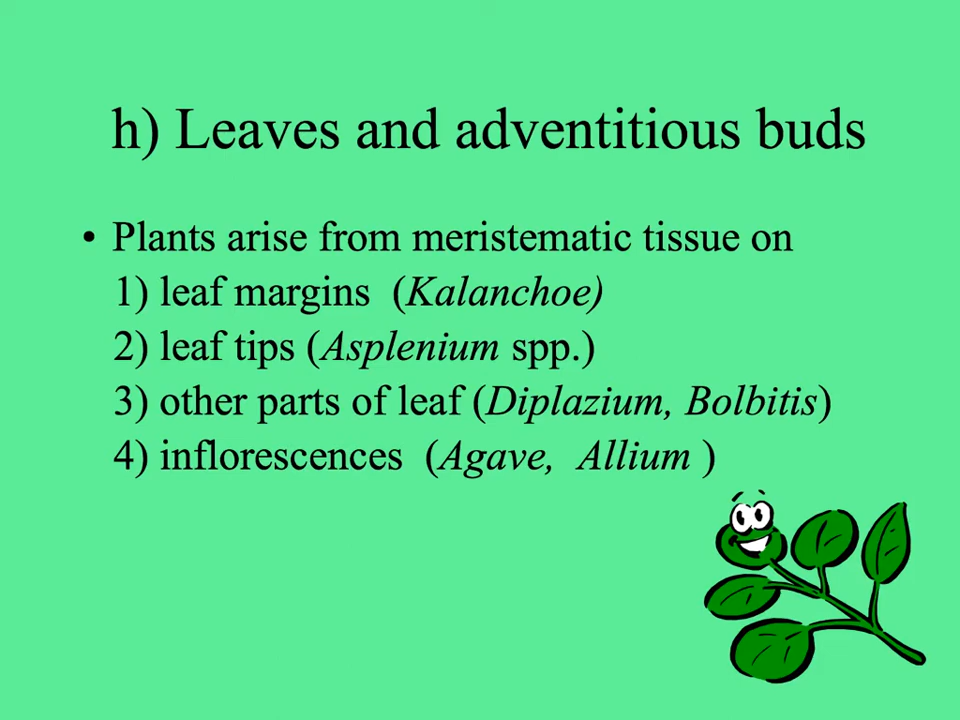 h) Leaves and adventitious buds
• Plants arise from meristematic tissue on
1) leaf margins (Kalanchoe)
2) leaf tips (Asplenium spp.)
3) other parts of leaf (Diplazium, Bolbitis)
4) inflorescences (Agave, Allium )